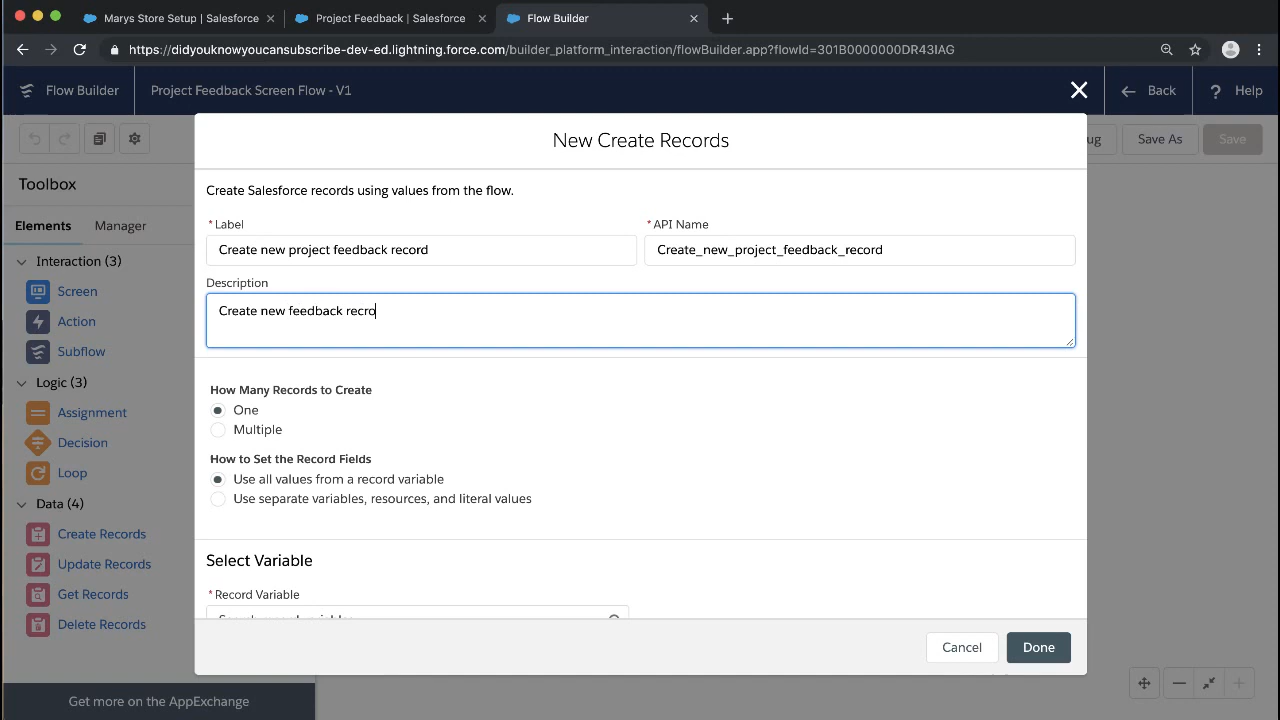 Marys Store Setup | Salesforce
Project Feedback | Salesforce
Flow Builder
https://didyouknowyoucansubscribe-dev-ed.lightning.force.com/builder_platform_interaction/flowBuilder.app?flowId=301B0000000DR43IAG
Flow Builder
Project Feedback Screen Flow - V1
Back
? Help
ug
Save As
Save
New Create Records
Toolbox
Elements
Manager
Interaction (3)
Screen
Action
Subflow
Logic (3)
Assignment
Decision
Loop
Data (4)
Create Records
Update Records
Get Records
Delete Records
Get more on the AppExchange
Create Salesforce records using values from the flow.
* Label
* API Name
Create new project feedback record
Create_new_project_feedback_record
Description
Create new feedback recro
How Many Records to Create
One
Multiple
How to Set the Record Fields
Use all values from a record variable
Use separate variables, resources, and literal values
Select Variable
* Record Variable
Cancel
Done